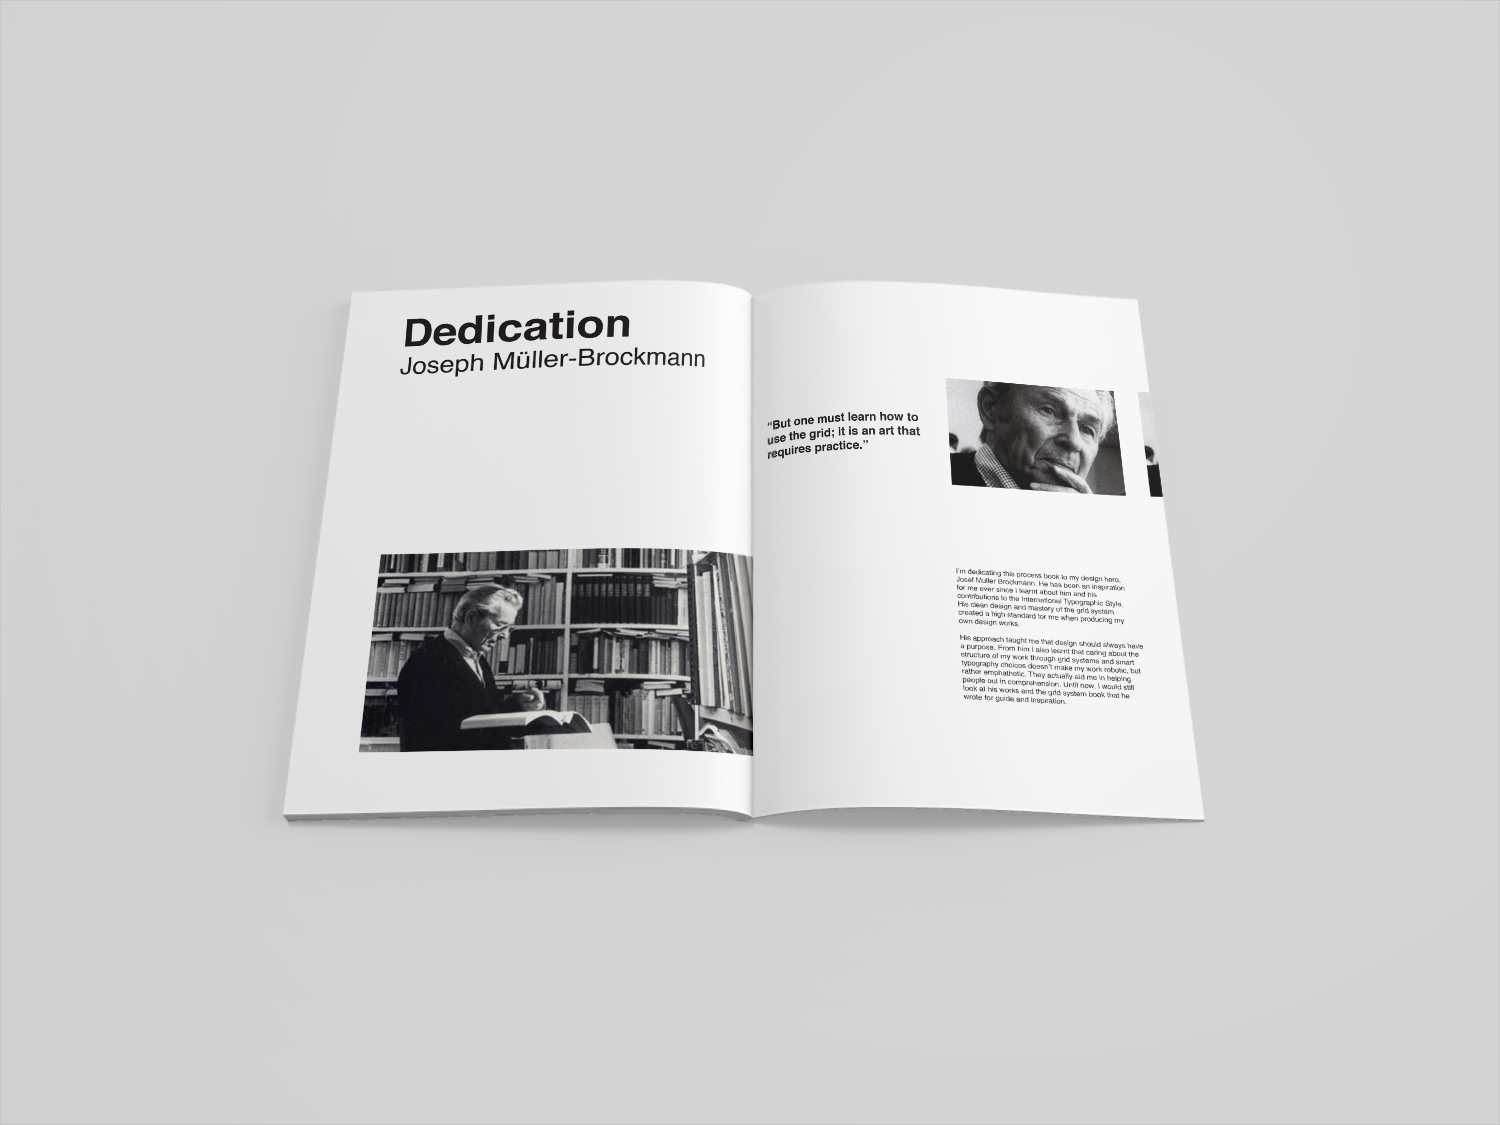 Dedication
Joseph Müller-Brockmann
“But one must learn how to
use the grid; it is an art that
requires practice.”
I'm dedicating this process book to my design hero,
Josef Muller Brockmann. He has been an inspiration
for me ever since I learnt about him and his
contributions to the International Typographic Style.
His clean design and mastery of the grid system
created a high standard for me when producing my
own design works.
His approach taught me that design should always have
a purpose. From him I also learnt that caring about the
structure of my work through grid systems and smart
typography choices doesn't make my work robotic, but
rather emphathetic. They actually aid me in helping
people out in comprehension. Until now, I would still
look at his works and the grid system book that he
wrote for guide and inspiration.